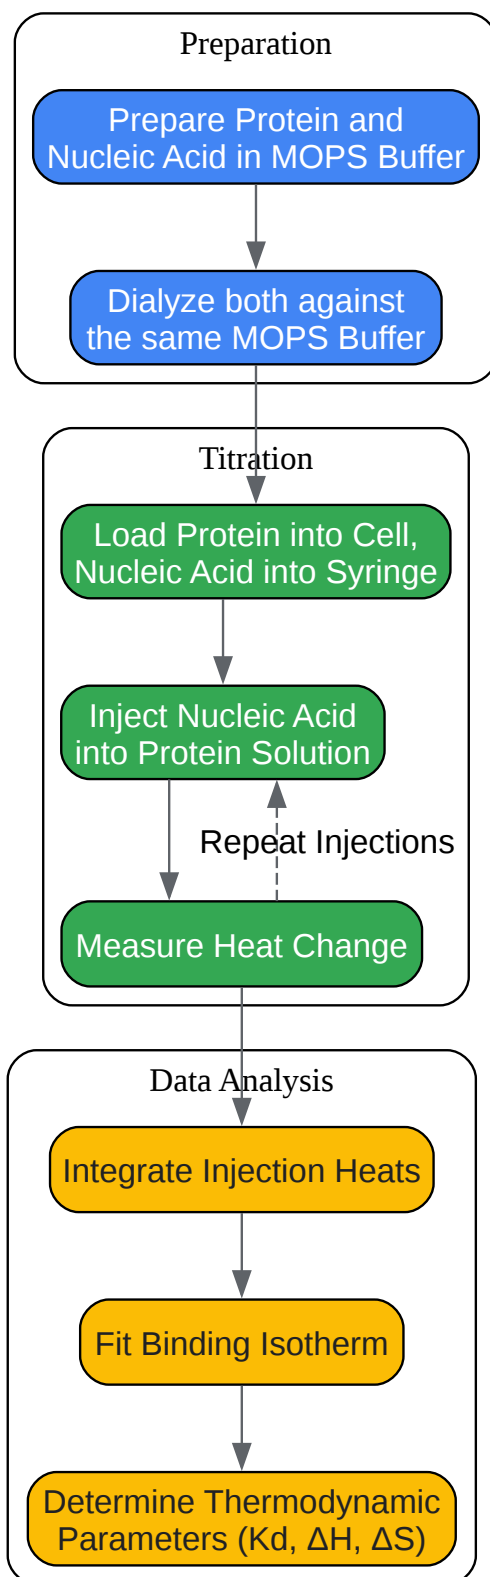 Preparation
Prepare Protein and
Nucleic Acid in MOPS Buffer
Dialyze both against
the same MOPS Buffer
Titration
Load Protein into Cell,
Nucleic Acid into Syringe
Inject Nucleic Acid
into Protein Solution
Repeat Injections
Measure Heat Change
Data Analysis
Integrate Injection Heats
Fit Binding Isotherm
Determine Thermodynamic
Parameters (Kd, ΔH, ΔS)